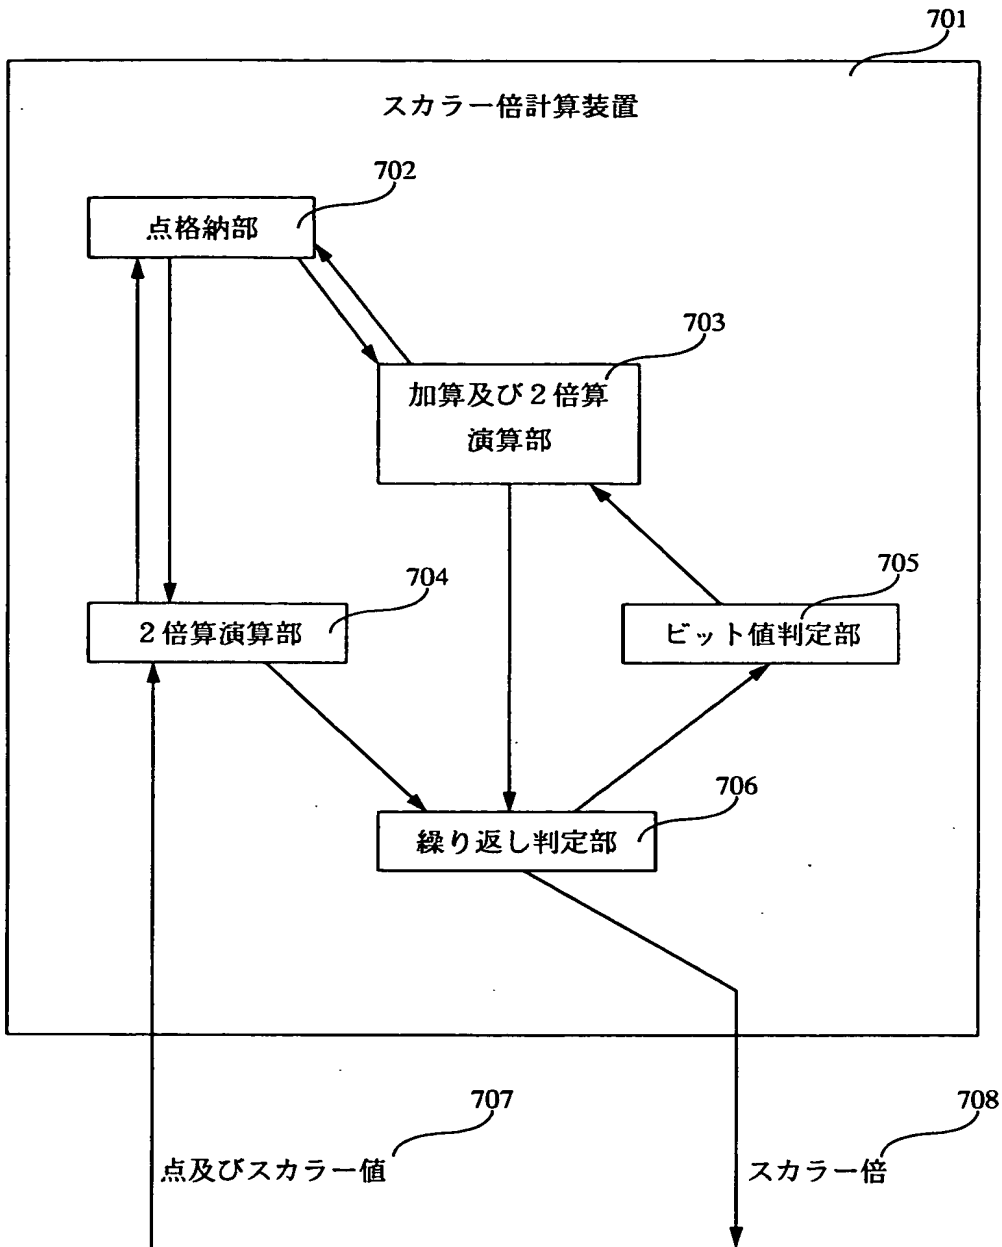 701
スカラー倍計算装置
702
点格納部
703
加算及び２倍算
演算部
704
２倍算演算部
705
ビット値判定部
706
繰り返し判定部
707
点及びスカラー値
708
スカラー倍